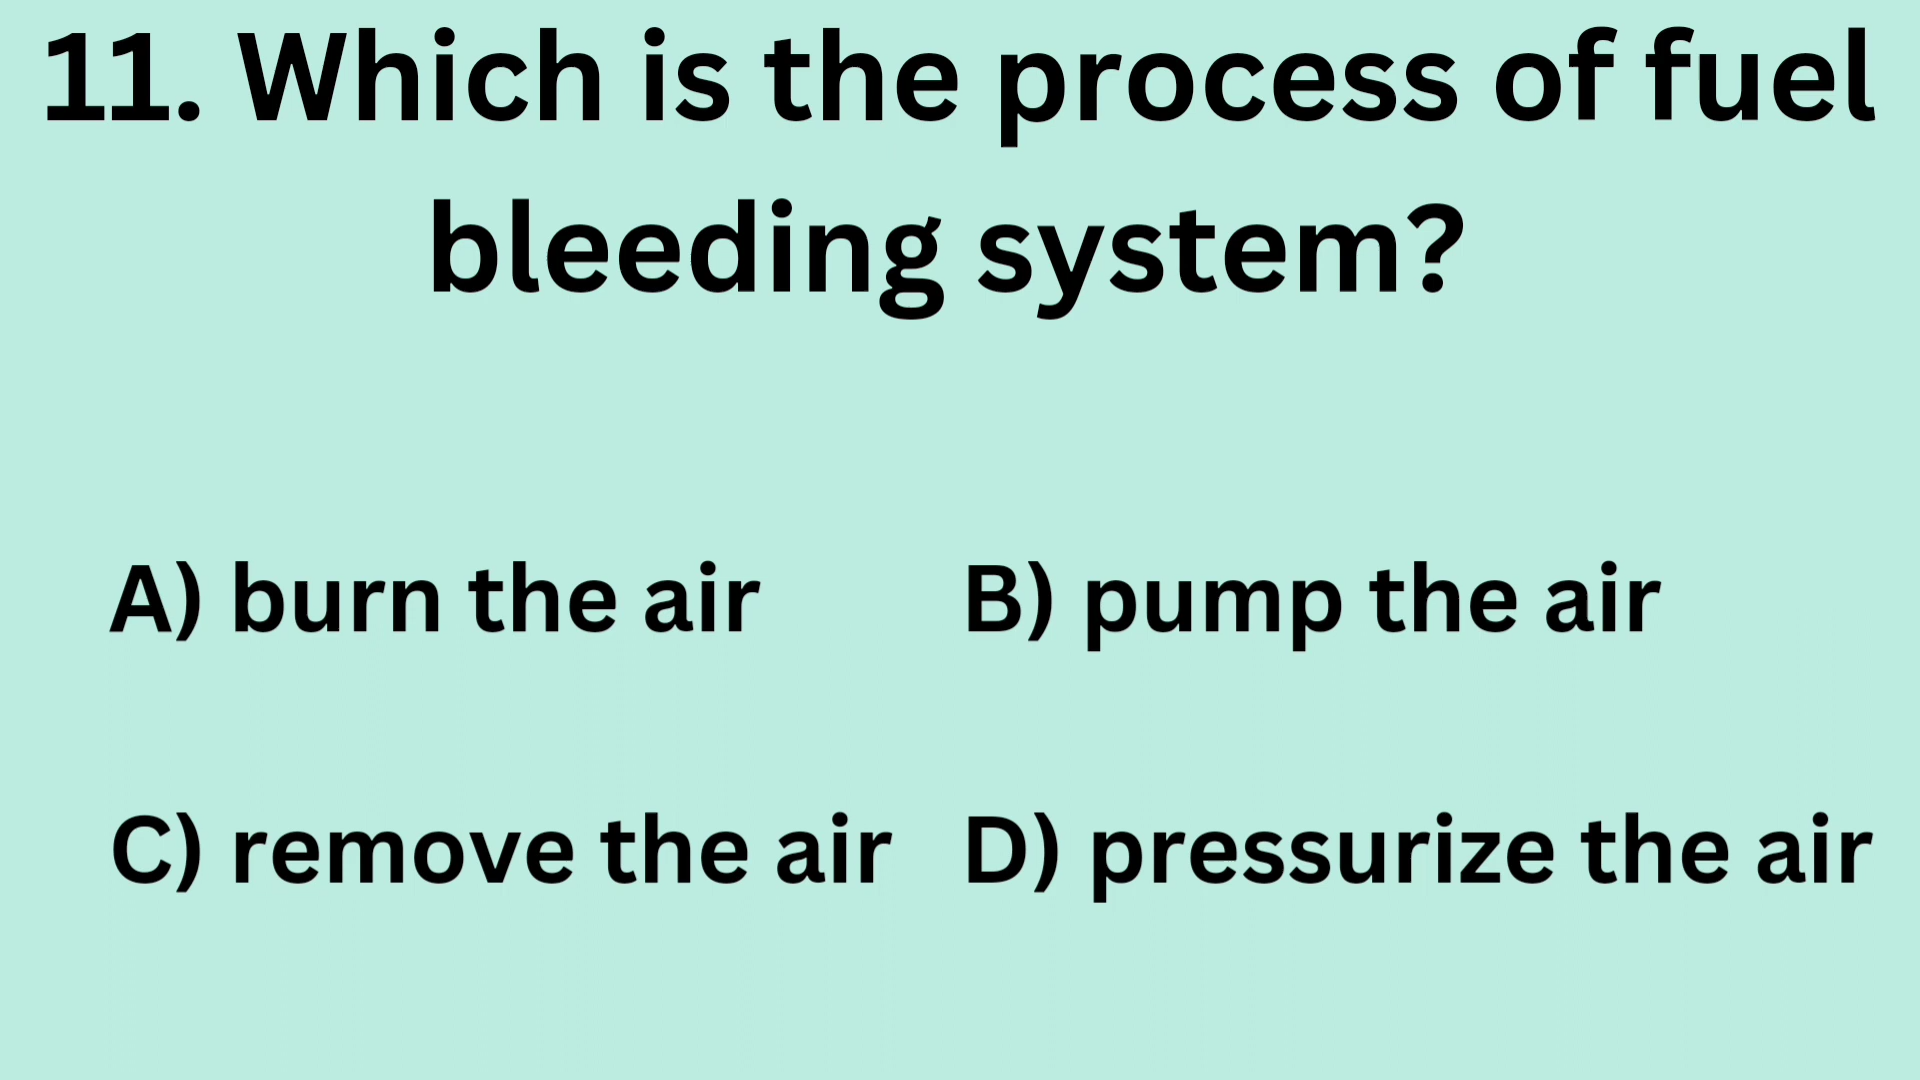 11. Which is the process of fuel
bleeding system?
A) burn the air
B) pump the air
C) remove the air
D) pressurize the air